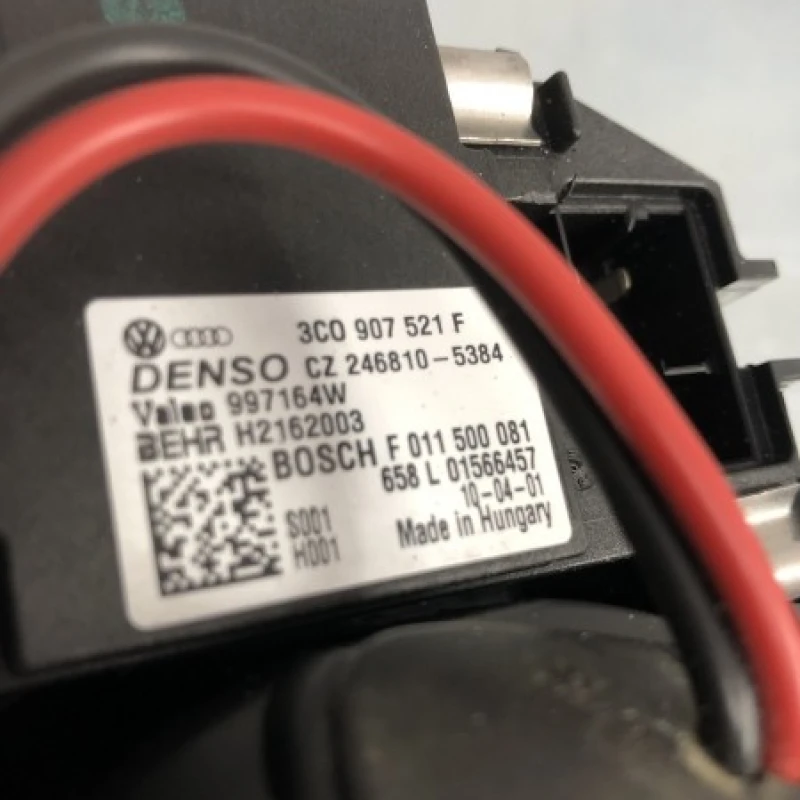 3C0 907 521 F
DENSO CZ 246810-5384
Valeo 997164W
BEHR H2162003
BOSCH F 011 500 081
658 L 01566457
10-04-01
S001
H001
Made in Hungary